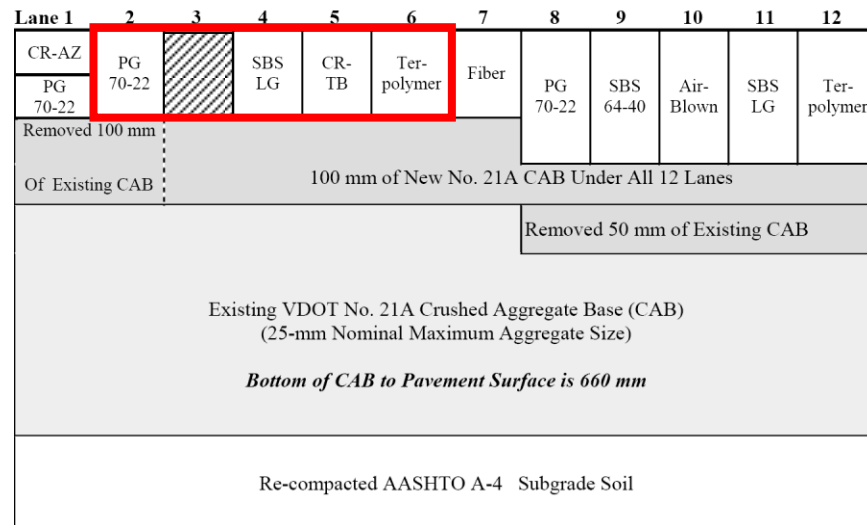 Lane 1 2 3 4 5 6 7 8 9 10 11 12
CR-AZ
PG
70-22
PG
70-22
SBS
LG
CR-
TB
Ter-
polymer
Fiber
PG
70-22
SBS
64-40
Air-
Blown
SBS
LG
Ter-
polymer
Removed 100 mm
Of Existing CAB
100 mm of New No. 21A CAB Under All 12 Lanes
Removed 50 mm of Existing CAB
Existing VDOT No. 21A Crushed Aggregate Base (CAB)
(25-mm Nominal Maximum Aggregate Size)
Bottom of CAB to Pavement Surface is 660 mm
Re-compacted AASHTO A-4 Subgrade Soil